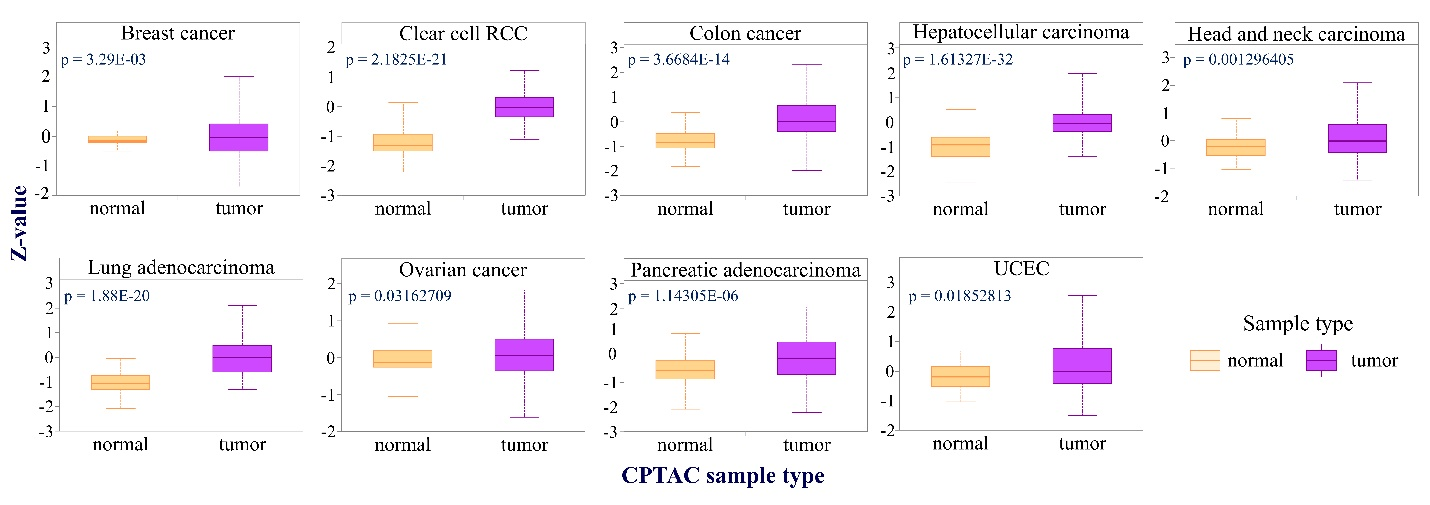 Z-value
Breast cancer
p = 3.29E-03
3
2
1
0
-1
-2
normal tumor
Clear cell RCC
p = 2.1825E-21
2
1
0
-1
-2
-3
normal tumor
Colon cancer
p = 3.6684E-14
3
2
1
0
-1
-2
-3
normal tumor
Hepatocellular carcinoma
p = 1.61327E-32
3
2
1
0
-1
-2
-3
normal tumor
Head and neck carcinoma
p = 0.001296405
3
2
1
0
-1
-2
normal tumor
Lung adenocarcinoma
p = 1.88E-20
3
2
1
0
-1
-2
-3
normal tumor
Ovarian cancer
p = 0.03162709
2
1
0
-1
-2
normal tumor
Pancreatic adenocarcinoma
p = 1.14305E-06
3
2
1
0
-1
-2
-3
normal tumor
UCEC
p = 0.01852813
3
2
1
0
-1
-2
normal tumor
Sample type
normal tumor
CPTAC sample type